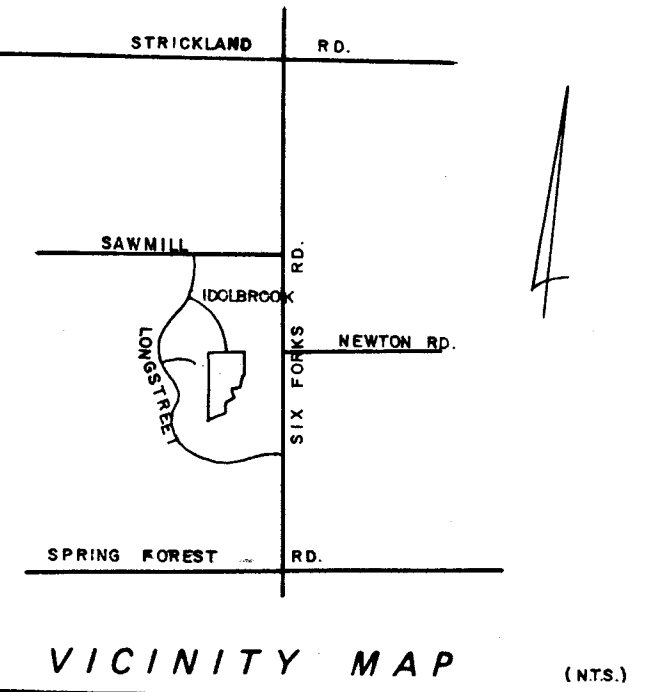 STRICKLAND RD.
SAWMILL
RD.
IDOLBROOK
NEWTON RD.
LONGSTREET
SIX FORKS
SPRING FOREST RD.
VICINITY MAP
(N.T.S.)